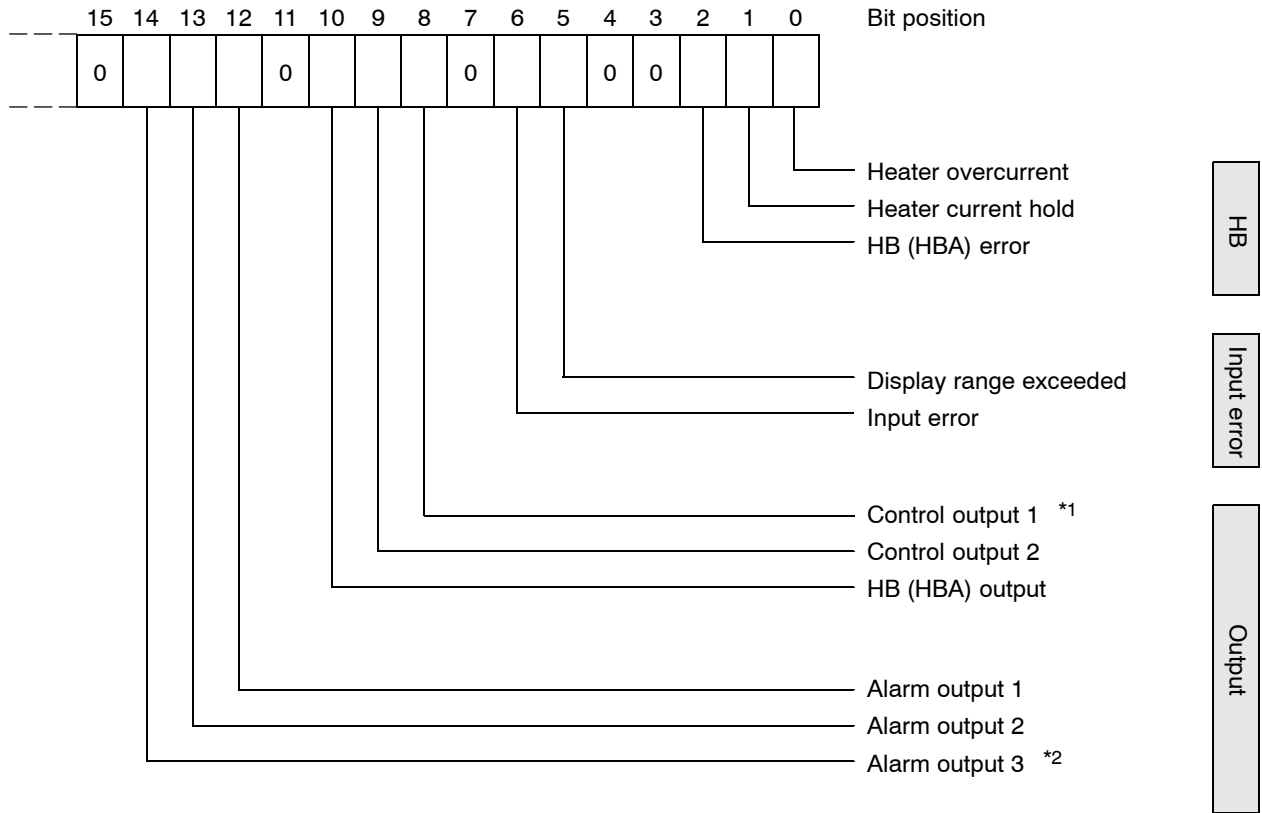 15 14 13 12 11 10 9 8 7 6 5 4 3 2 1 0 Bit position
0 0 0 0 0
Heater overcurrent
Heater current hold
HB (HBA) error
HB
Display range exceeded
Input error
Input error
Control output 1 *1
Control output 2
HB (HBA) output
Alarm output 1
Alarm output 2
Alarm output 3 *2
Output